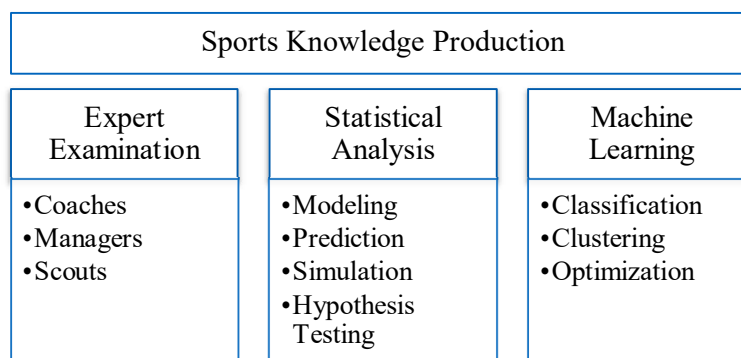 Sports Knowledge Production
Expert
Examination
•Coaches
•Managers
•Scouts
Statistical
Analysis
•Modeling
•Prediction
•Simulation
•Hypothesis
Testing
Machine
Learning
•Classification
•Clustering
•Optimization